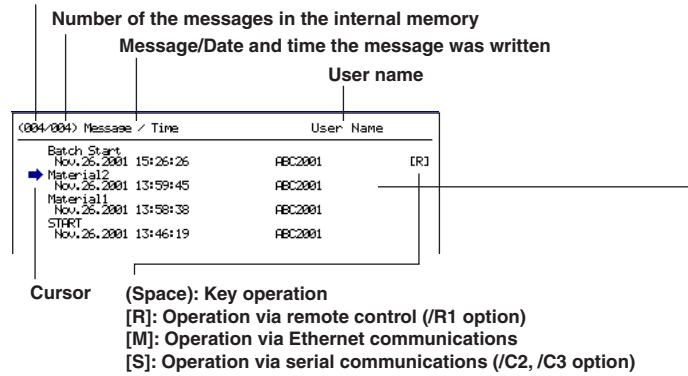 Number of the messages in the internal memory
Message/Date and time the message was written
User name
(004/004) Message / Time User Name
Batch Start
Nov.26.2001 15:26:26 ABC2001 [R]
Material2
Nov.26.2001 13:59:45 ABC2001
Material1
Nov.26.2001 13:58:38 ABC2001
START
Nov.26.2001 13:46:19 ABC2001
Cursor
(Space): Key operation
[R]: Operation via remote control (/R1 option)
[M]: Operation via Ethernet communications
[S]: Operation via serial communications (/C2, /C3 option)